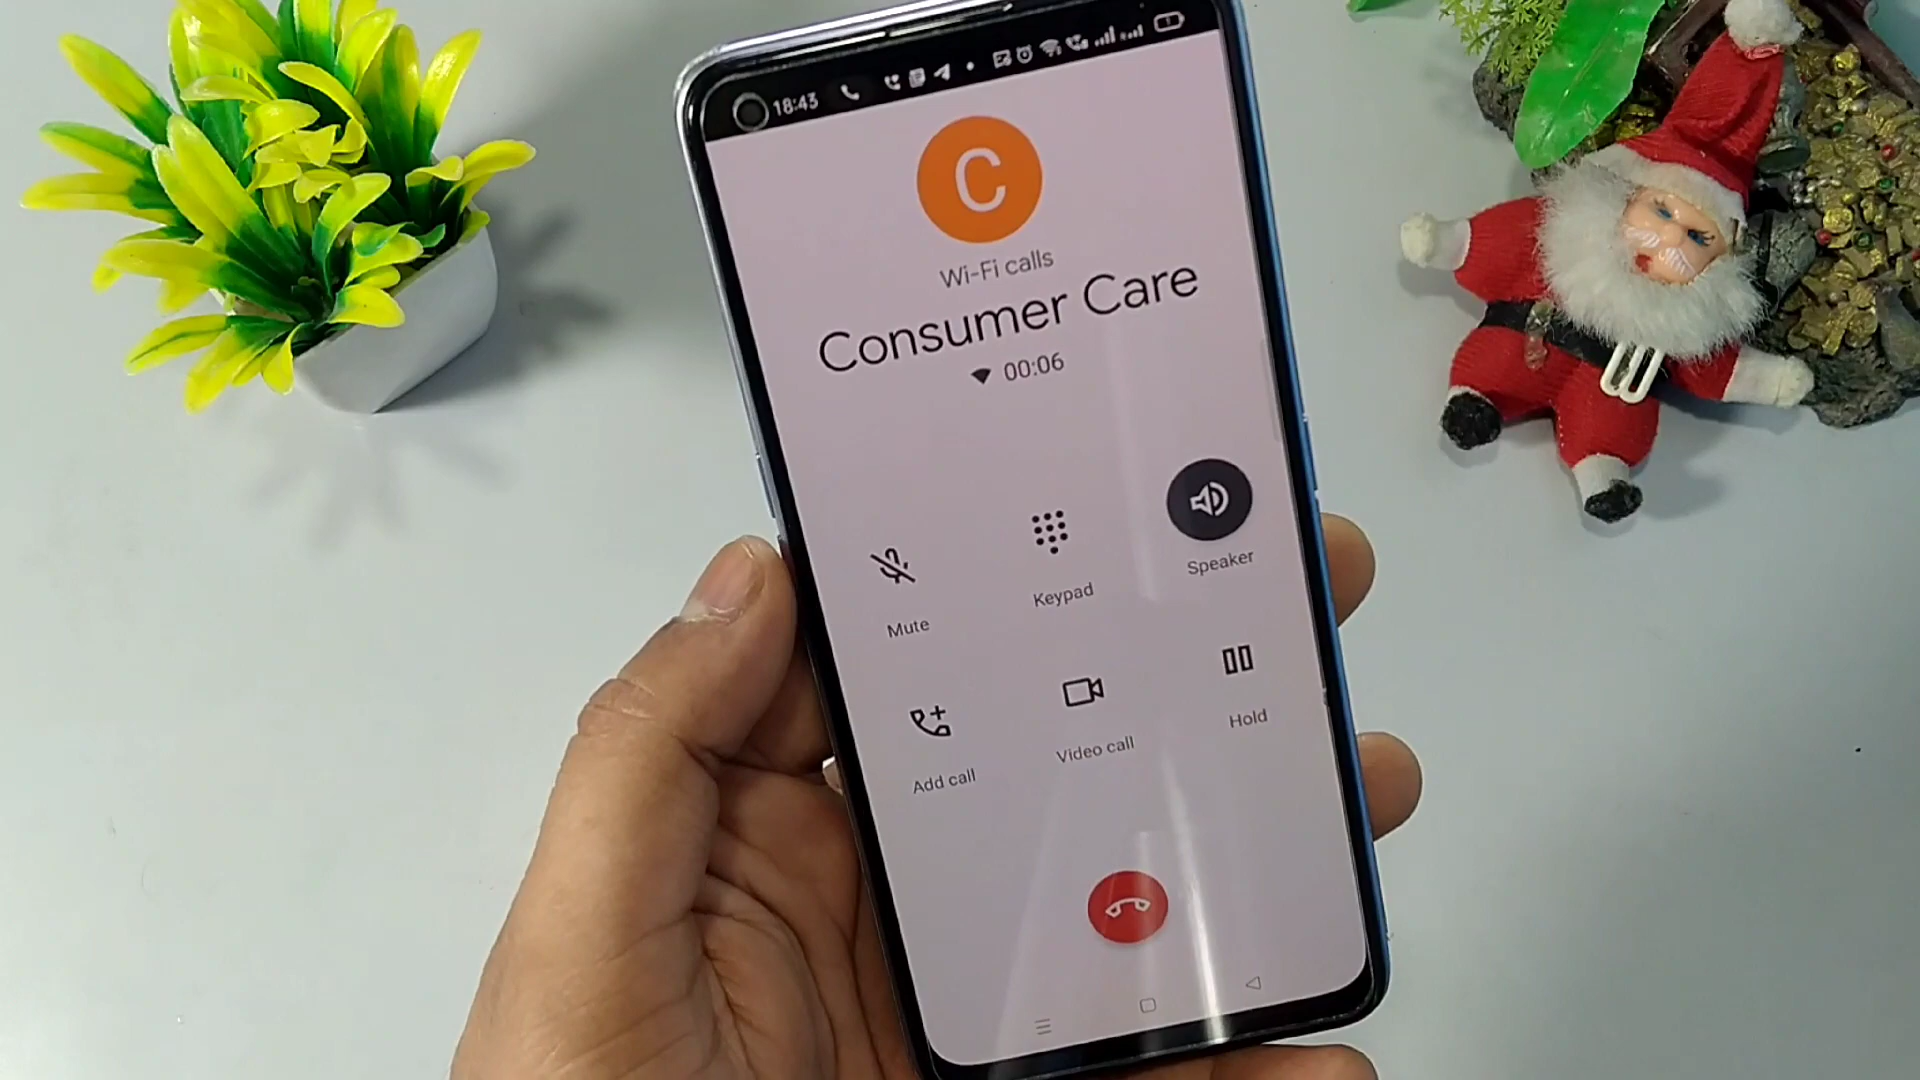 18:43
C
Wi-Fi calls
Consumer Care
00:06
Mute
Keypad
Speaker
Add call
Video call
Hold